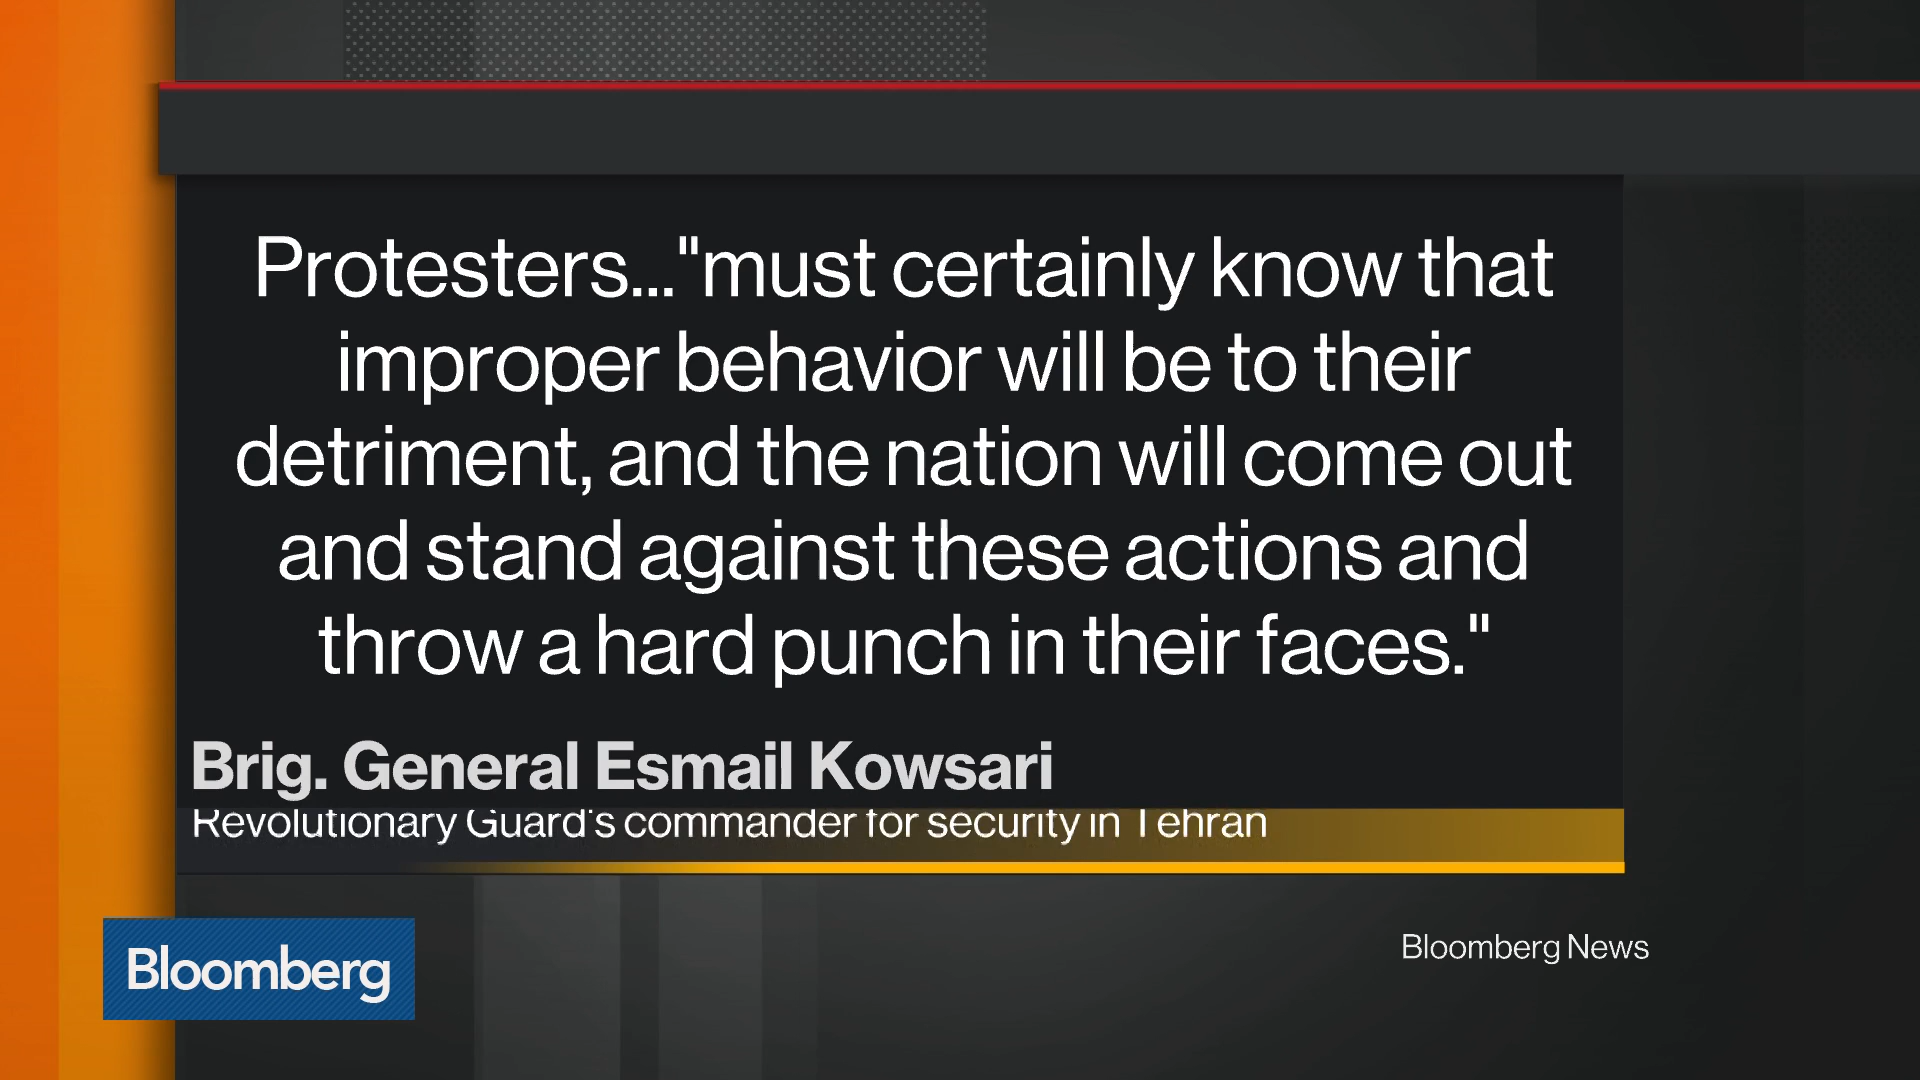 Protesters..."must certainly know that
improper behavior will be to their
detriment, and the nation will come out
and stand against these actions and
throw a hard punch in their faces."
Brig. General Esmail Kowsari
Revolutionary Guard's commander for security in Tehran
Bloomberg
Bloomberg News